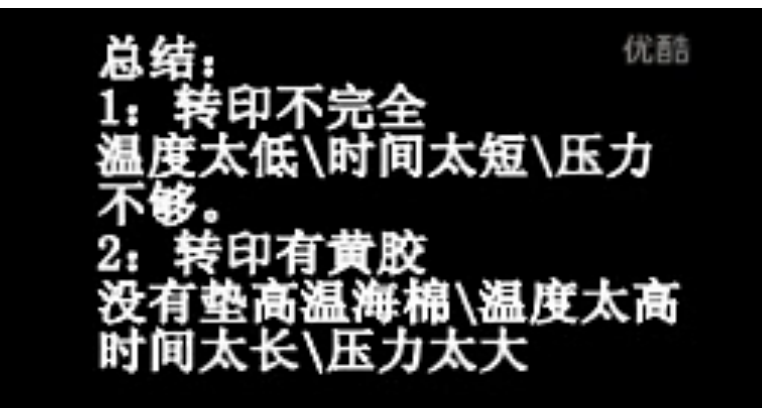 优酷
总结：
1：转印不完全
温度太低\时间太短\压力
不够。
2：转印有黄胶
没有垫高温海棉\温度太高
时间太长\压力太大